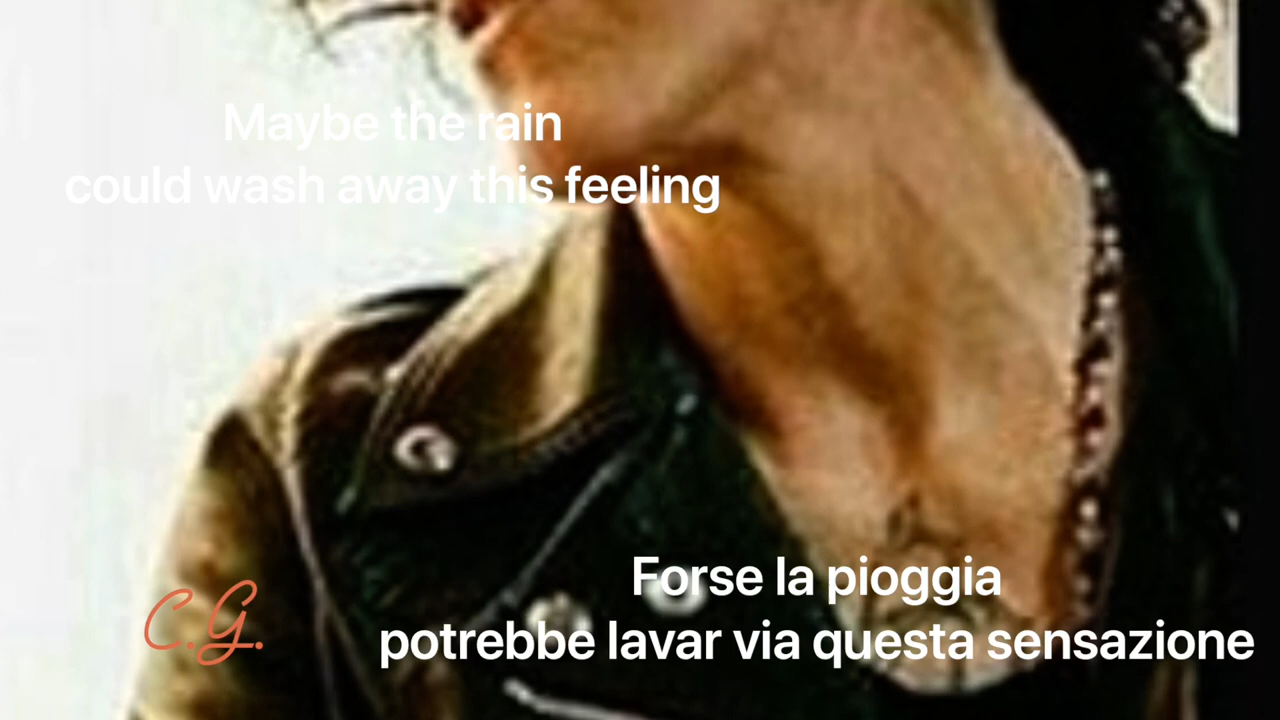 Maybe the rain
could wash away this feeling
Forse la pioggia
potrebbe lavar via questa sensazione
C.G.